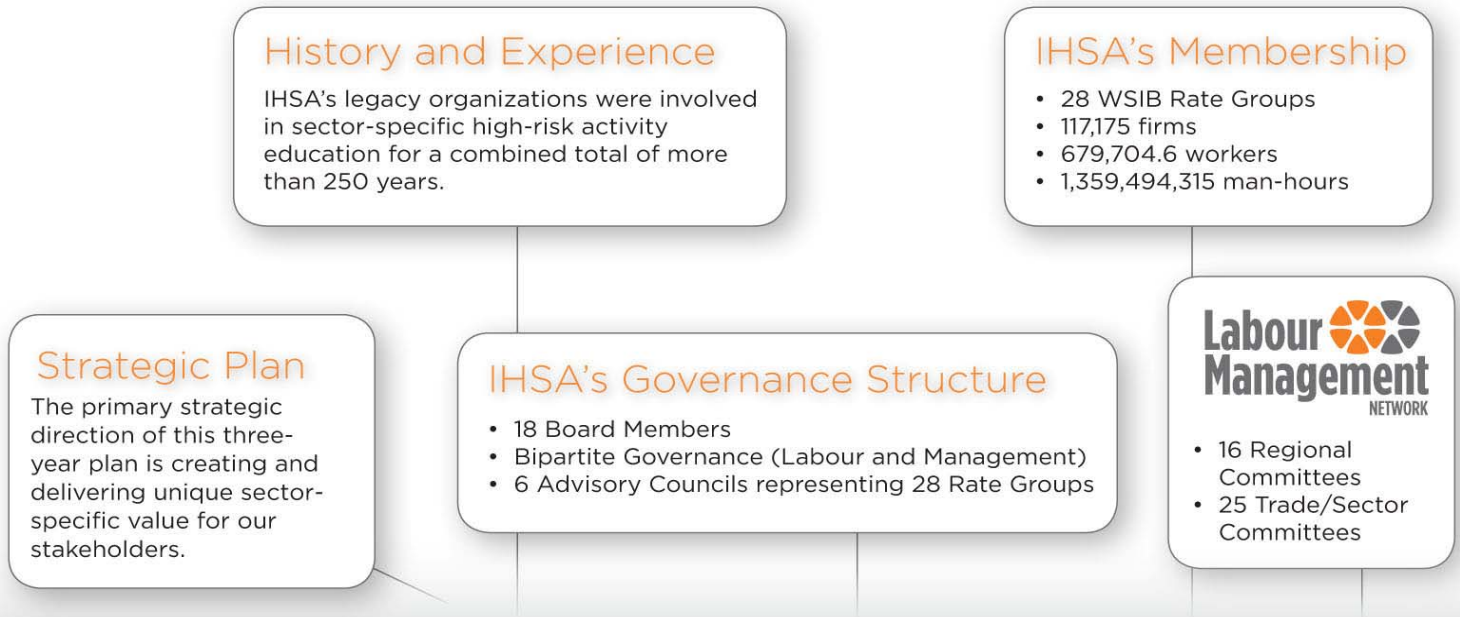 History and Experience
IHSA's legacy organizations were involved
in sector-specific high-risk activity
education for a combined total of more
than 250 years.
IHSA's Membership
• 28 WSIB Rate Groups
• 117,175 firms
• 679,704.6 workers
• 1,359,494,315 man-hours
Strategic Plan
The primary strategic
direction of this three-
year plan is creating and
delivering unique sector-
specific value for our
stakeholders.
IHSA's Governance Structure
• 18 Board Members
• Bipartite Governance (Labour and Management)
• 6 Advisory Councils representing 28 Rate Groups
Labour
Management
NETWORK
• 16 Regional
Committees
• 25 Trade/Sector
Committees